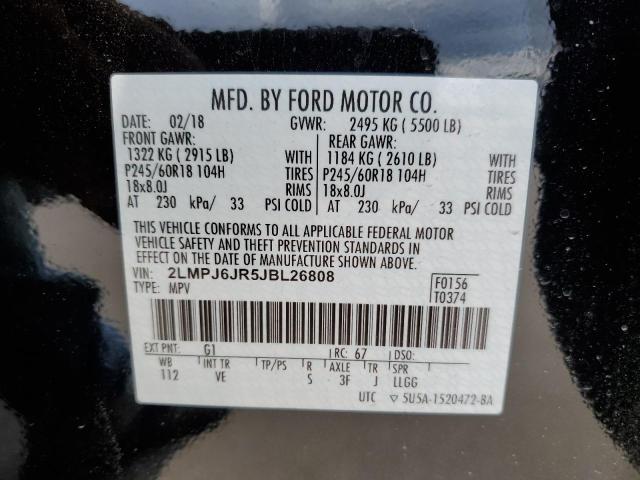 MFD. BY FORD MOTOR CO.
DATE: 02/18 GVWR: 2495 KG ( 5500 LB)
FRONT GAWR: REAR GAWR:
1322 KG ( 2915 LB) WITH 1184 KG ( 2610 LB) WITH
P245/60R18 104H TIRES P245/60R18 104H TIRES
18x8.0J RIMS 18x8.0J RIMS
AT 230 kPa/ 33 PSI COLD AT 230 kPa/ 33 PSI COLD
THIS VEHICLE CONFORMS TO ALL APPLICABLE FEDERAL MOTOR
VEHICLE SAFETY AND THEFT PREVENTION STANDARDS IN
EFFECT ON THE DATE OF MANUFACTURE SHOWN ABOVE.
VIN: 2LMPJ6JR5JBL26808 F0156
TYPE: MPV T0374
EXT PNT: G1 RC: 67 DSO:
WB INT TR TP/PS R AXLE TR SPR
112 VE S 3F J LLGG
UTC ▽ 5U5A-1520472-BA